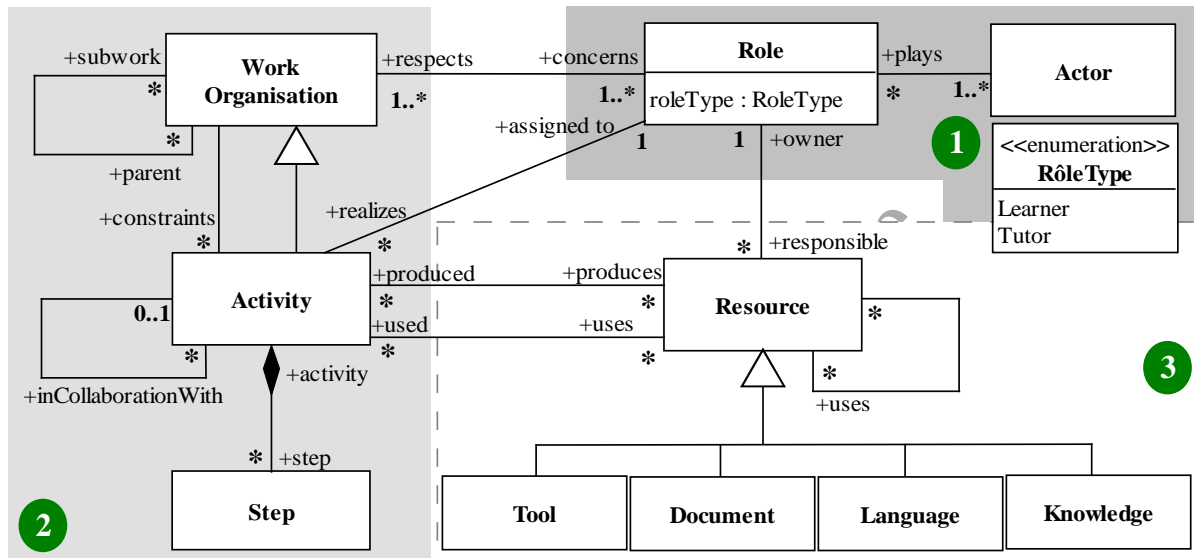 +subwork
*
*
+parent
Work
Organisation
+respects
1..*
+concerns
1..*
Role
roleType : RoleType
+plays
*
1..*
Actor
1
<<enumeration>>
RôleType
Learner
Tutor
+assigned to
1
1
+owner
+constraints
*
+realizes
*
*
+responsible
Activity
0..1
*
+inCollaborationWith
+produced
*
+produces
*
+used
*
+uses
*
Resource
*
*
+uses
3
+activity
*
+step
Step
2
Tool
Document
Language
Knowledge